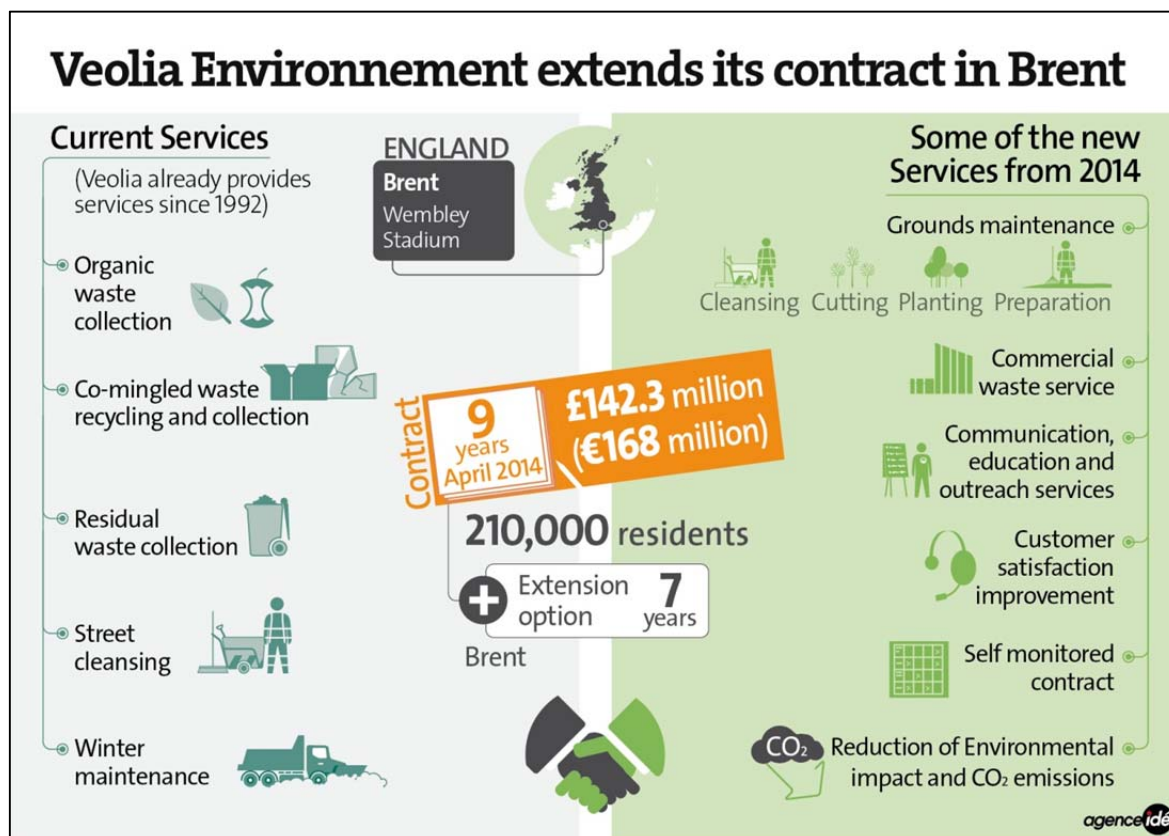 Veolia Environnement extends its contract in Brent
Current Services
(Veolia already provides
services since 1992)
Organic
waste
collection
Co-mingled waste
recycling and collection
Residual
waste collection
Street
cleansing
Winter
maintenance
ENGLAND
Brent
Wembley
Stadium
Contract
9
years
April 2014
£142.3 million
(€168 million)
210,000 residents
+
Extension
option
7
years
Brent
Some of the new
Services from 2014
Grounds maintenance
Cleansing Cutting Planting Preparation
Commercial
waste service
Communication,
education and
outreach services
Customer
satisfaction
improvement
Self monitored
contract
CO₂
Reduction of Environmental
impact and CO₂ emissions
agence idé